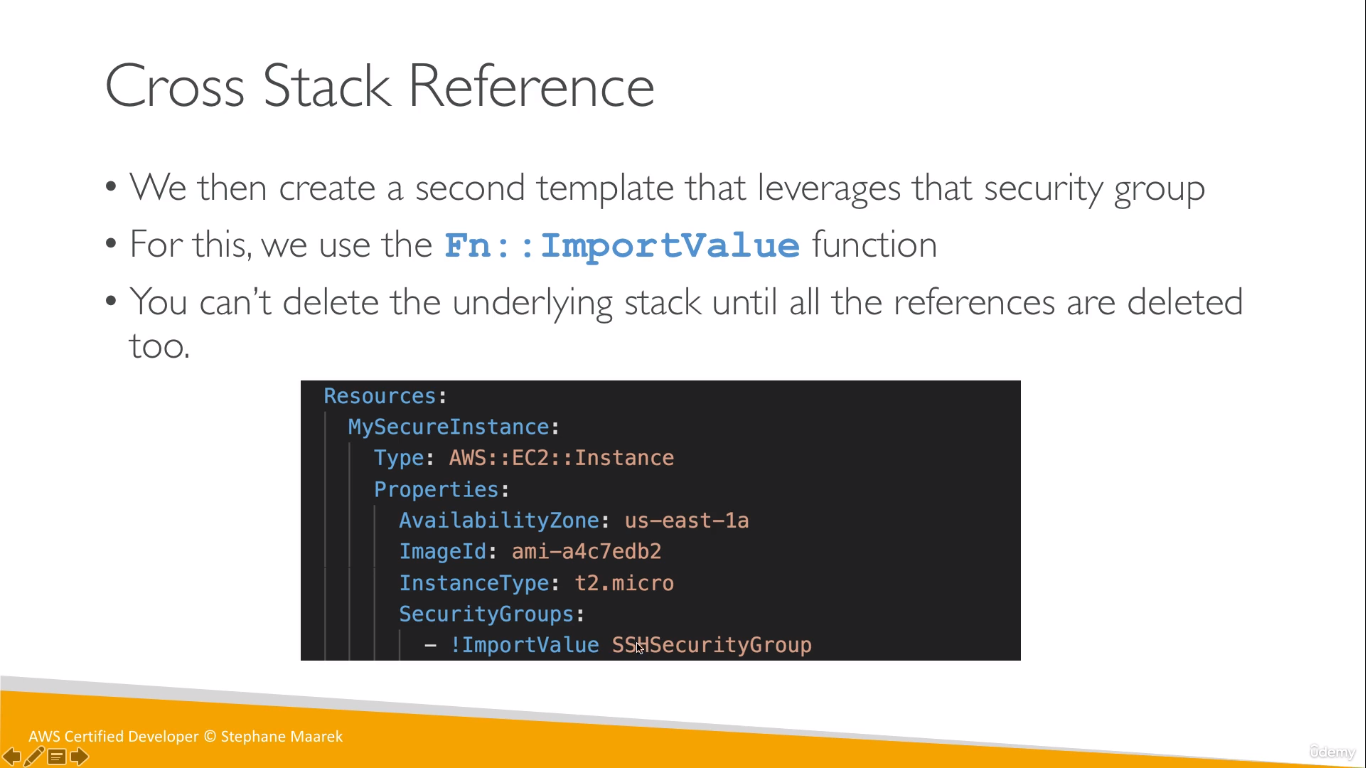 Cross Stack Reference
• We then create a second template that leverages that security group
• For this, we use the Fn::ImportValue function
• You can't delete the underlying stack until all the references are deleted
too.
Resources:
MySecureInstance:
Type: AWS::EC2::Instance
Properties:
AvailabilityZone: us-east-1a
ImageId: ami-a4c7edb2
InstanceType: t2.micro
SecurityGroups:
- !ImportValue SSHSecurityGroup
AWS Certified Developer © Stephane Maarek
ûdemy